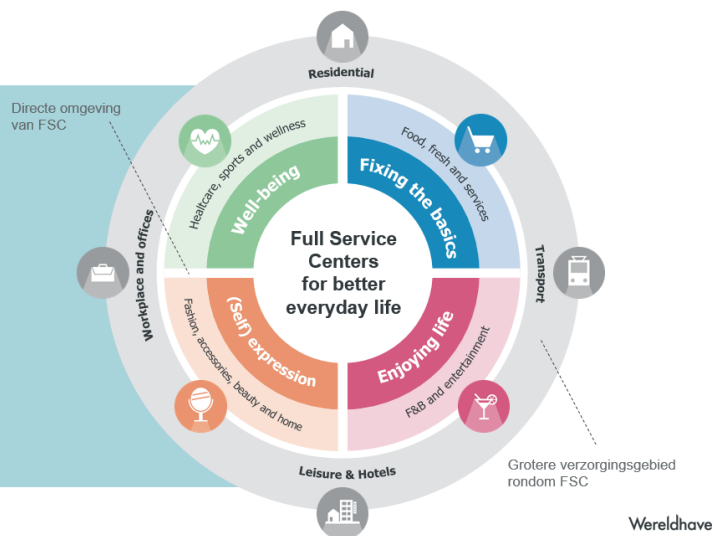 Residential
Directe omgeving
van FSC
Healtcare, sports and wellness
Well-being
Food, fresh and services
Fixing the basics
Workplace and offices
Full Service
Centers
for better
everyday life
Transport
(Self) expression
Fashion, accessories, beauty and home
Enjoying life
F&B and entertainment
Leisure & Hotels
Grotere verzorgingsgebied
rondom FSC
Wereldhave